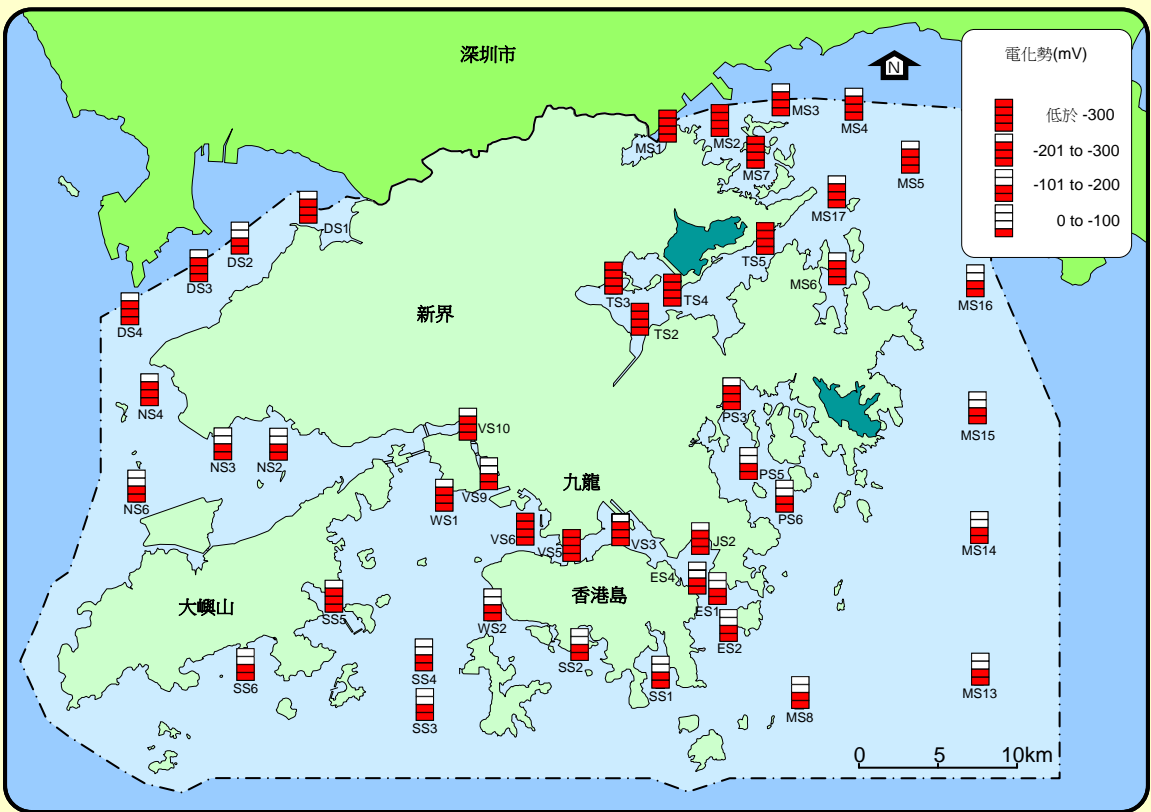 深圳市
N
電化勢(mV)
低於 -300
-201 to -300
-101 to -200
0 to -100
MS3
MS4
MS1
MS2
MS7
MS5
MS17
DS1
DS2
DS3
DS4
TS5
MS6
TS3
TS4
TS2
MS16
新界
NS4
PS3
VS10
MS15
NS3
NS2
PS5
VS9
九龍
NS6
WS1
PS6
VS6
VS5
VS3
JS2
MS14
ES4
大嶼山
SS5
香港島
ES1
WS2
ES2
SS2
SS4
SS6
SS1
MS13
SS3
MS8
0 5 10km